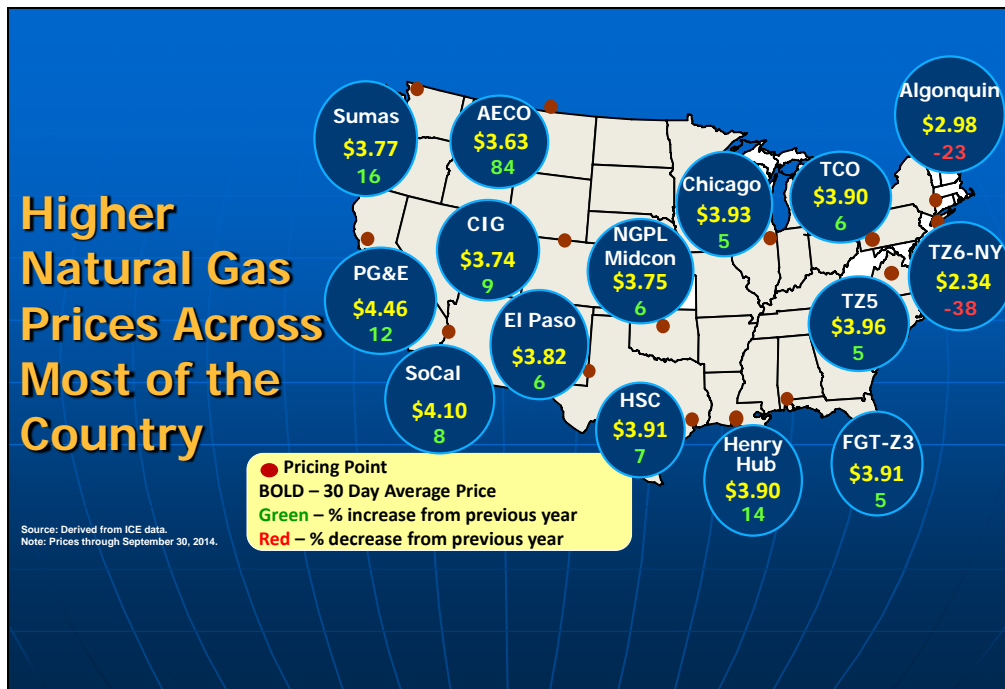 Higher
Natural Gas
Prices Across
Most of the
Country
Sumas
$3.77
16
AECO
$3.63
84
Algonquin
$2.98
-23
Chicago
$3.93
5
TCO
$3.90
6
CIG
$3.74
9
NGPL
Midcon
$3.75
6
TZ6-NY
$2.34
-38
PG&E
$4.46
12
El Paso
$3.82
6
TZ5
$3.96
5
SoCal
$4.10
8
HSC
$3.91
7
Henry
Hub
$3.90
14
FGT-Z3
$3.91
5
Pricing Point
BOLD – 30 Day Average Price
Green – % increase from previous year
Red – % decrease from previous year
Source: Derived from ICE data.
Note: Prices through September 30, 2014.